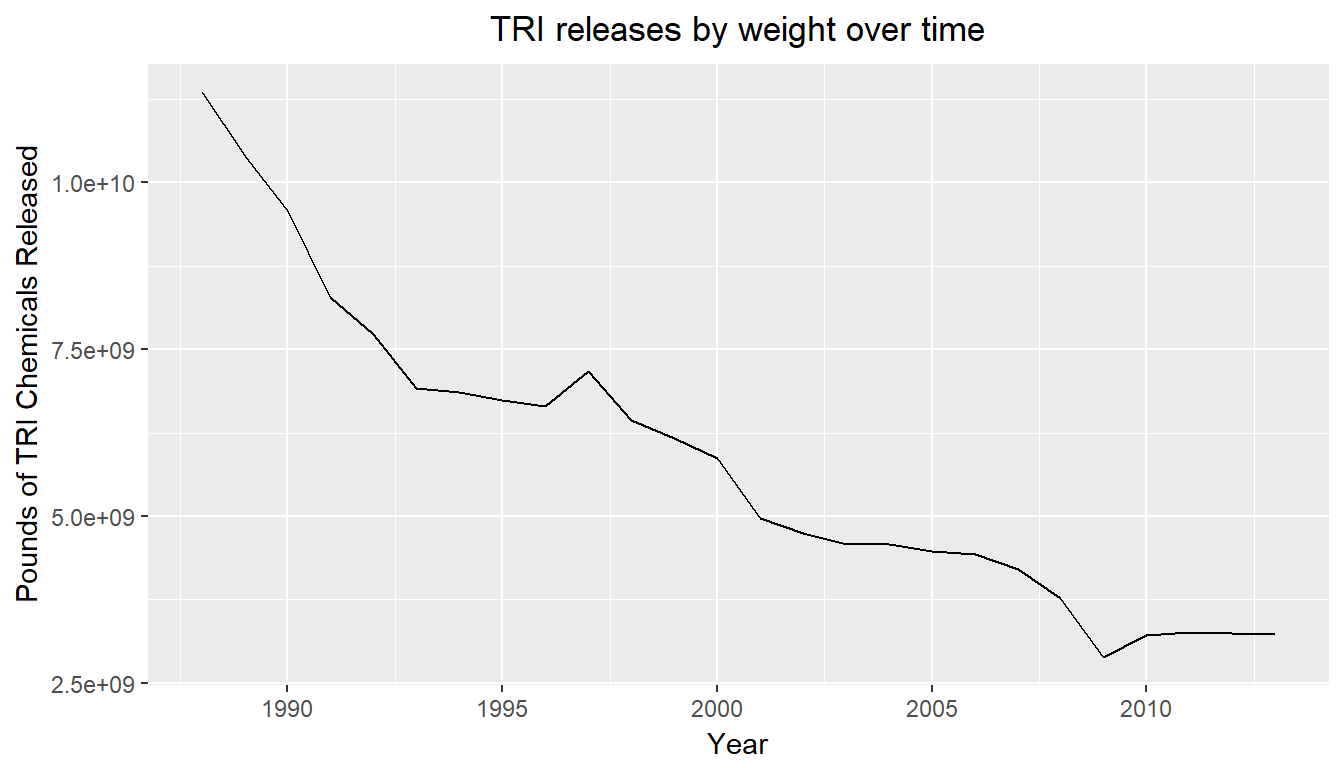 TRI releases by weight over time
Pounds of TRI Chemicals Released
1.0e+10
7.5e+09
5.0e+09
2.5e+09
1990 1995 2000 2005 2010
Year